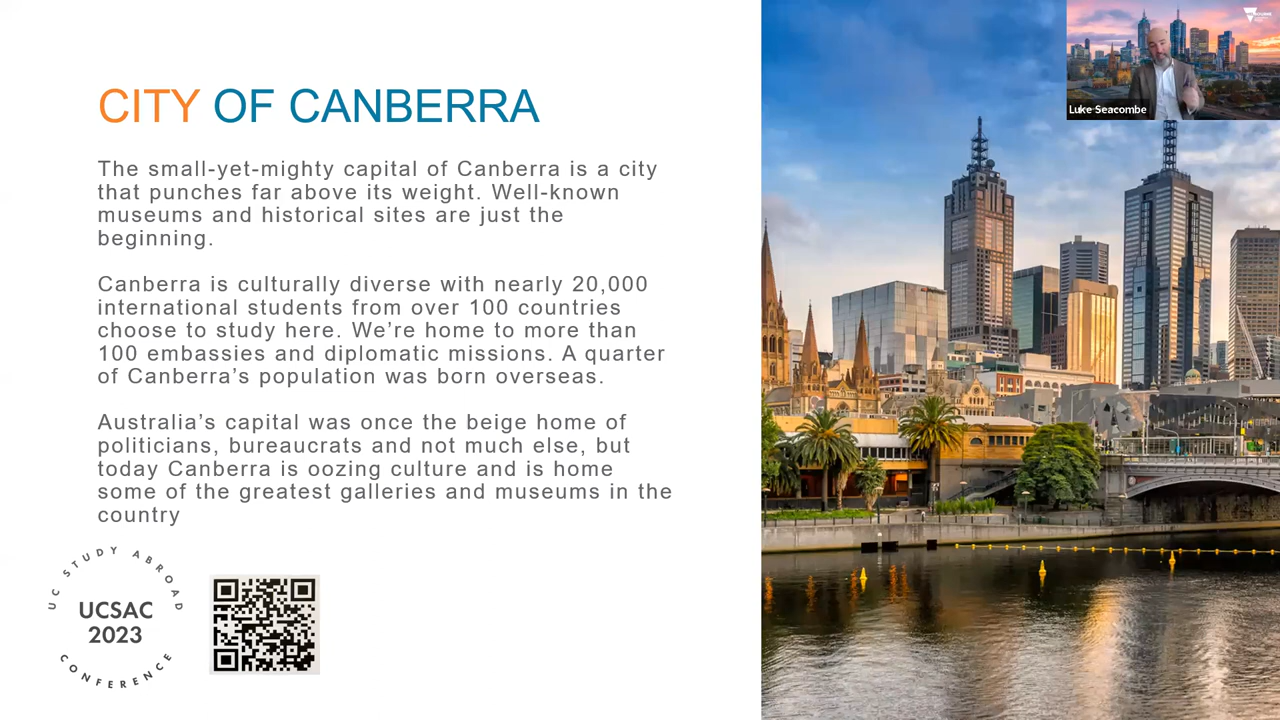 CITY OF CANBERRA
The small-yet-mighty capital of Canberra is a city
that punches far above its weight. Well-known
museums and historical sites are just the
beginning.
Canberra is culturally diverse with nearly 20,000
international students from over 100 countries
choose to study here. We’re home to more than
100 embassies and diplomatic missions. A quarter
of Canberra’s population was born overseas.
Australia’s capital was once the beige home of
politicians, bureaucrats and not much else, but
today Canberra is oozing culture and is home
some of the greatest galleries and museums in the
country
UC STUDY ABROAD
UCSAC
2023
CONFERENCE
Luke Seacombe